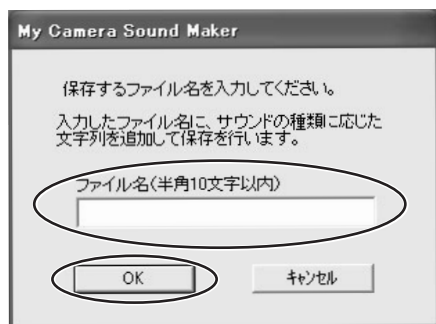 My Camera Sound Maker
保存するファイル名を入力してください。
入力したファイル名に、サウンドの種類に応じた
文字列を追加して保存を行います。
ファイル名(半角10文字以内)
OK
キャンセル